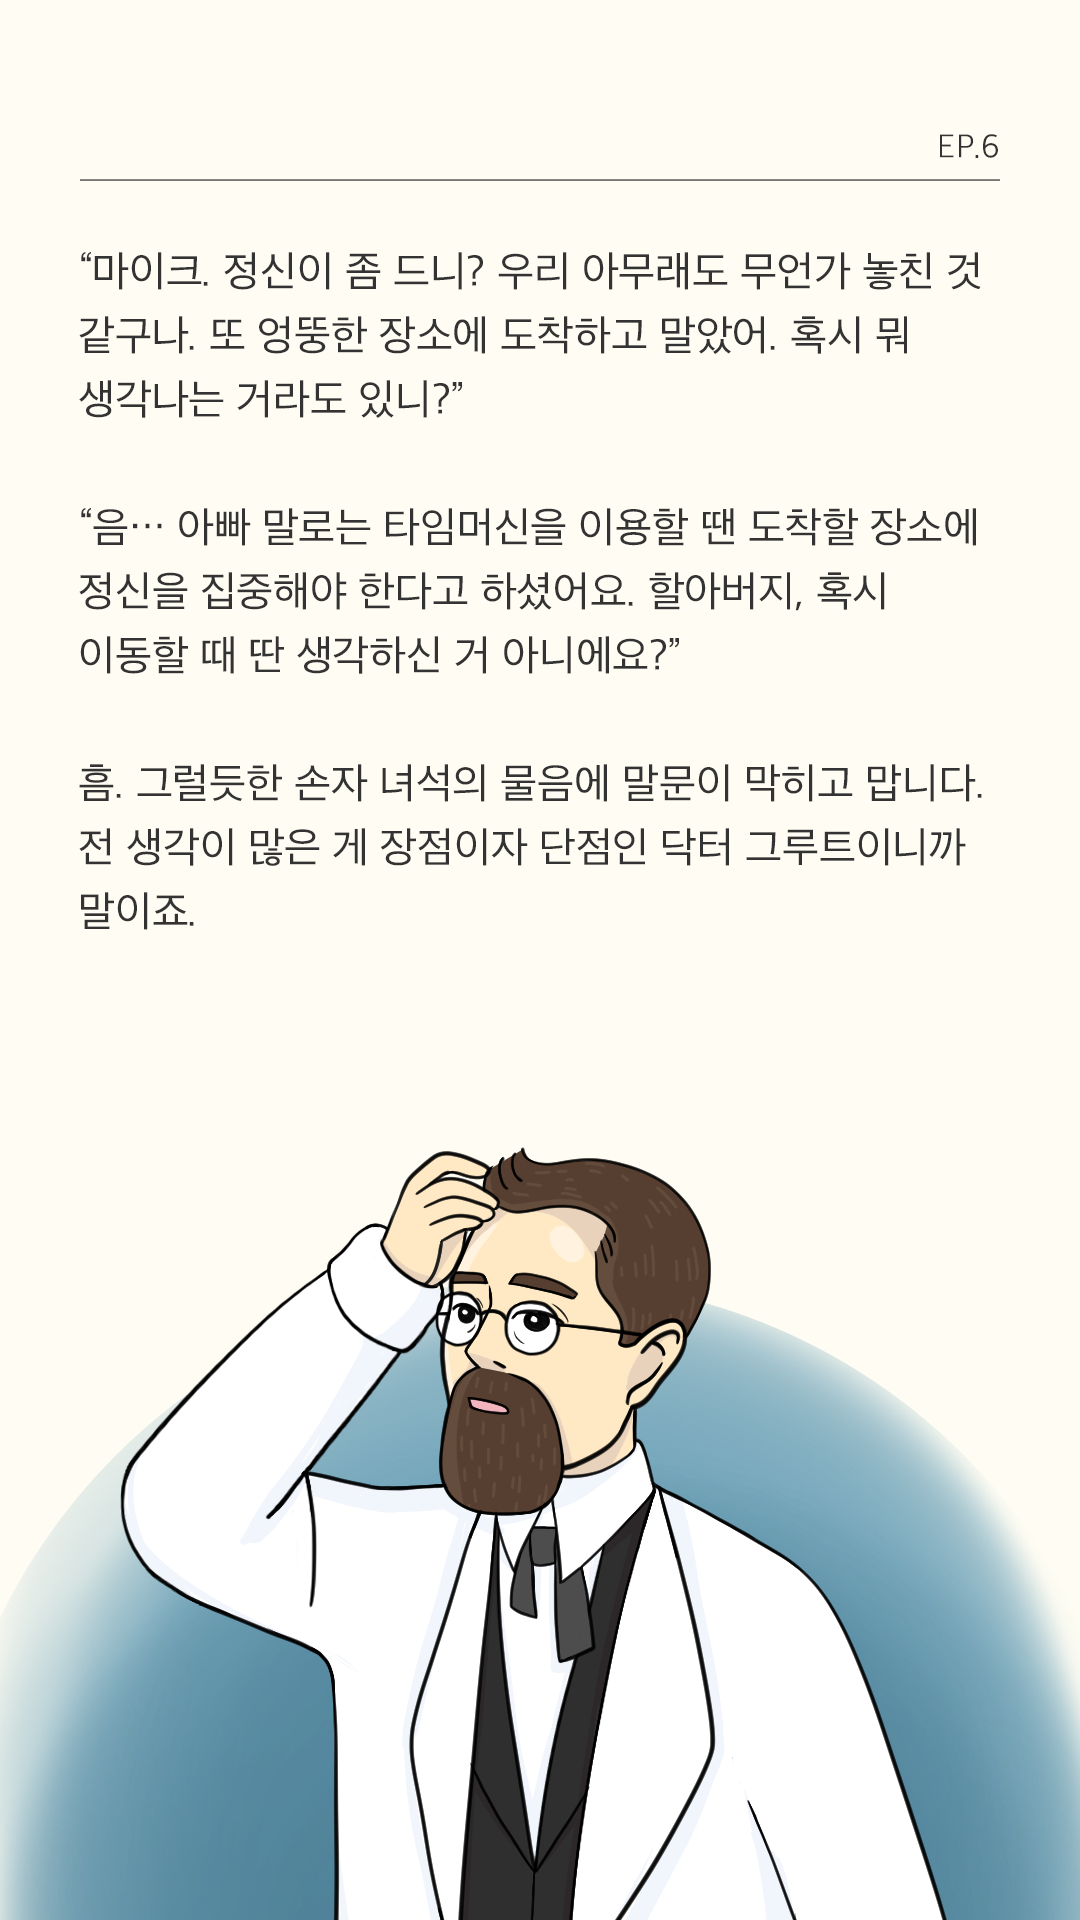 EP.6
“마이크. 정신이 좀 드니? 우리 아무래도 무언가 놓친 것
같구나. 또 엉뚱한 장소에 도착하고 말았어. 혹시 뭐
생각나는 거라도 있니?”
“음… 아빠 말로는 타임머신을 이용할 땐 도착할 장소에
정신을 집중해야 한다고 하셨어요. 할아버지, 혹시
이동할 때 딴 생각하신 거 아니에요?”
흠. 그럴듯한 손자 녀석의 물음에 말문이 막히고 맙니다.
전 생각이 많은 게 장점이자 단점인 닥터 그루트이니까
말이죠.